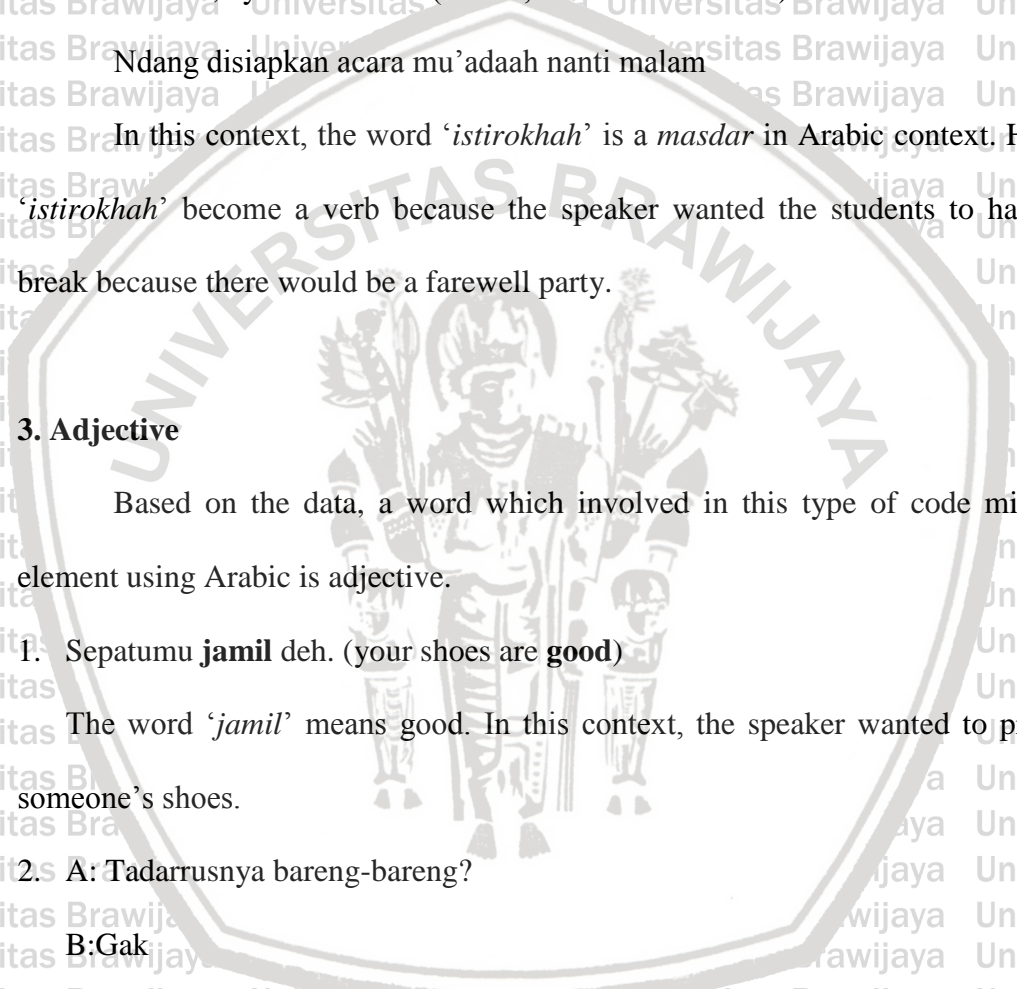 Ndang disiapkan acara mu’adaah nanti malam
In this context, the word ‘istirokhah’ is a masdar in Arabic context.
‘istirokhah’ become a verb because the speaker wanted the students to
break because there would be a farewell party.
3. Adjective
Based on the data, a word which involved in this type of code
element using Arabic is adjective.
1. Sepatumu jamil deh. (your shoes are good)
The word ‘jamil’ means good. In this context, the speaker wanted to
someone’s shoes.
2. A: Tadarrusnya bareng-bareng?
B:Gak
UNIVERSITAS BRAWIJAYA